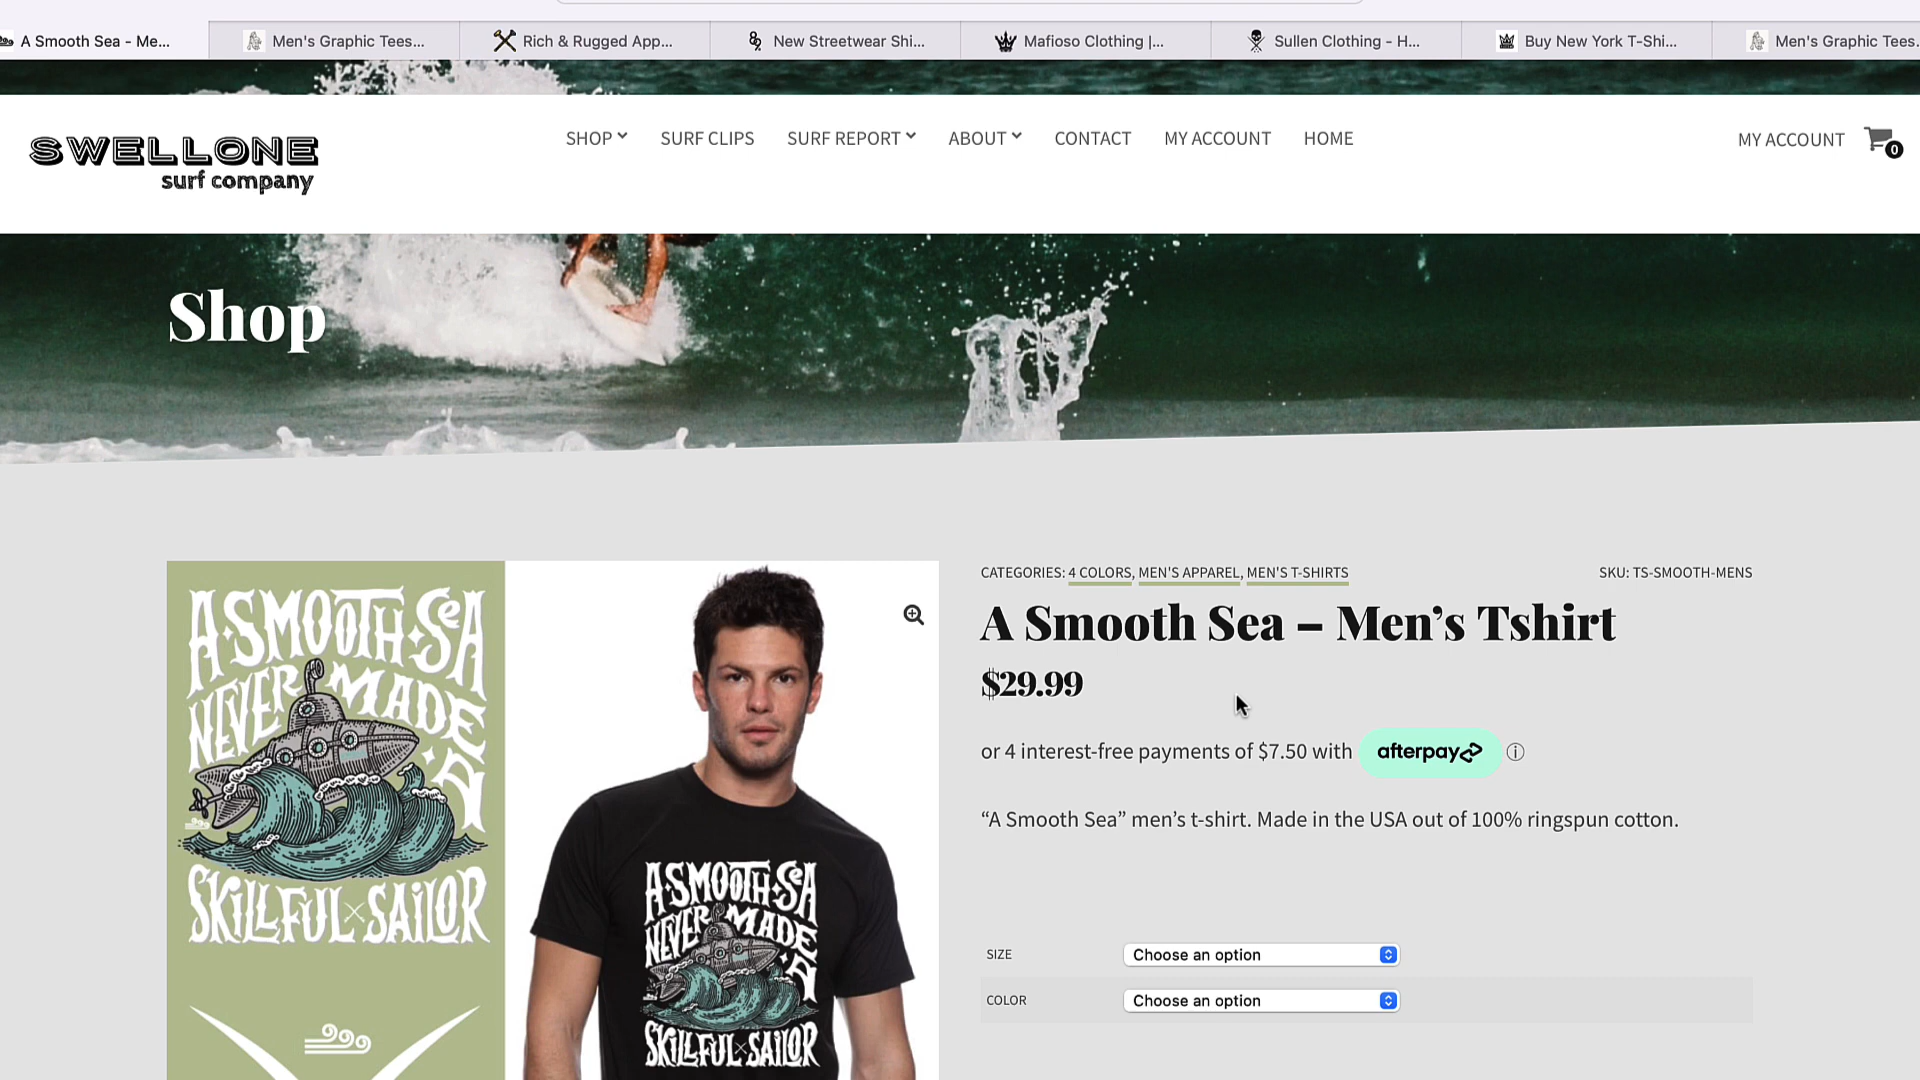 A Smooth Sea - Me...
Men's Graphic Tees...
Rich & Rugged App...
New Streetwear Shi...
Mafioso Clothing |...
Sullen Clothing - H...
Buy New York T-Shi...
Men's Graphic Tees.
SWELLONE
surf company
SHOP
SURF CLIPS
SURF REPORT
ABOUT
CONTACT
MY ACCOUNT
HOME
MY ACCOUNT
0
Shop
CATEGORIES: 4 COLORS, MEN'S APPAREL, MEN'S T-SHIRTS
SKU: TS-SMOOTH-MENS
A Smooth Sea – Men’s Tshirt
$29.99
or 4 interest-free payments of $7.50 with afterpay
“A Smooth Sea” men’s t-shirt. Made in the USA out of 100% ringspun cotton.
SIZE
Choose an option
COLOR
Choose an option
A·SMOOTH·SeA
NEVER MADE
A
SKiLLFUL×SAiLOR
A·SMOOTH·SeA
NEVER MADE
A
SKiLLFUL×SAiLOR